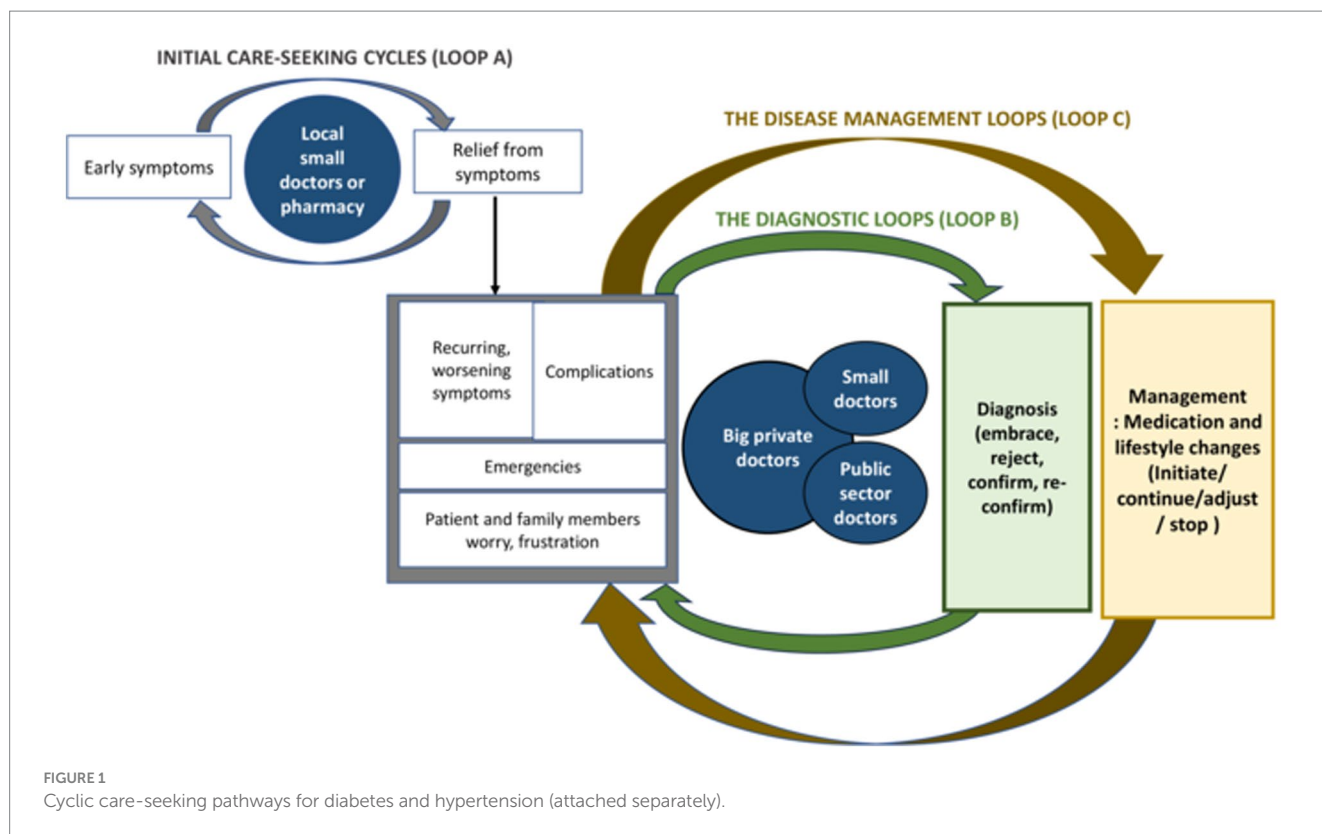 INITIAL CARE-SEEKING CYCLES (LOOP A)
Early symptoms
Local
small
doctors or
pharmacy
Relief from
symptoms
THE DISEASE MANAGEMENT LOOPS (LOOP C)
THE DIAGNOSTIC LOOPS (LOOP B)
Recurring,
worsening
symptoms
Complications
Emergencies
Patient and family members
worry, frustration
Big private
doctors
Small
doctors
Public
sector
doctors
Diagnosis
(embrace,
reject,
confirm, re-
confirm)
Management
: Medication and
lifestyle changes
(Initiate/
continue/adjust
/ stop )
FIGURE 1
Cyclic care-seeking pathways for diabetes and hypertension (attached separately).